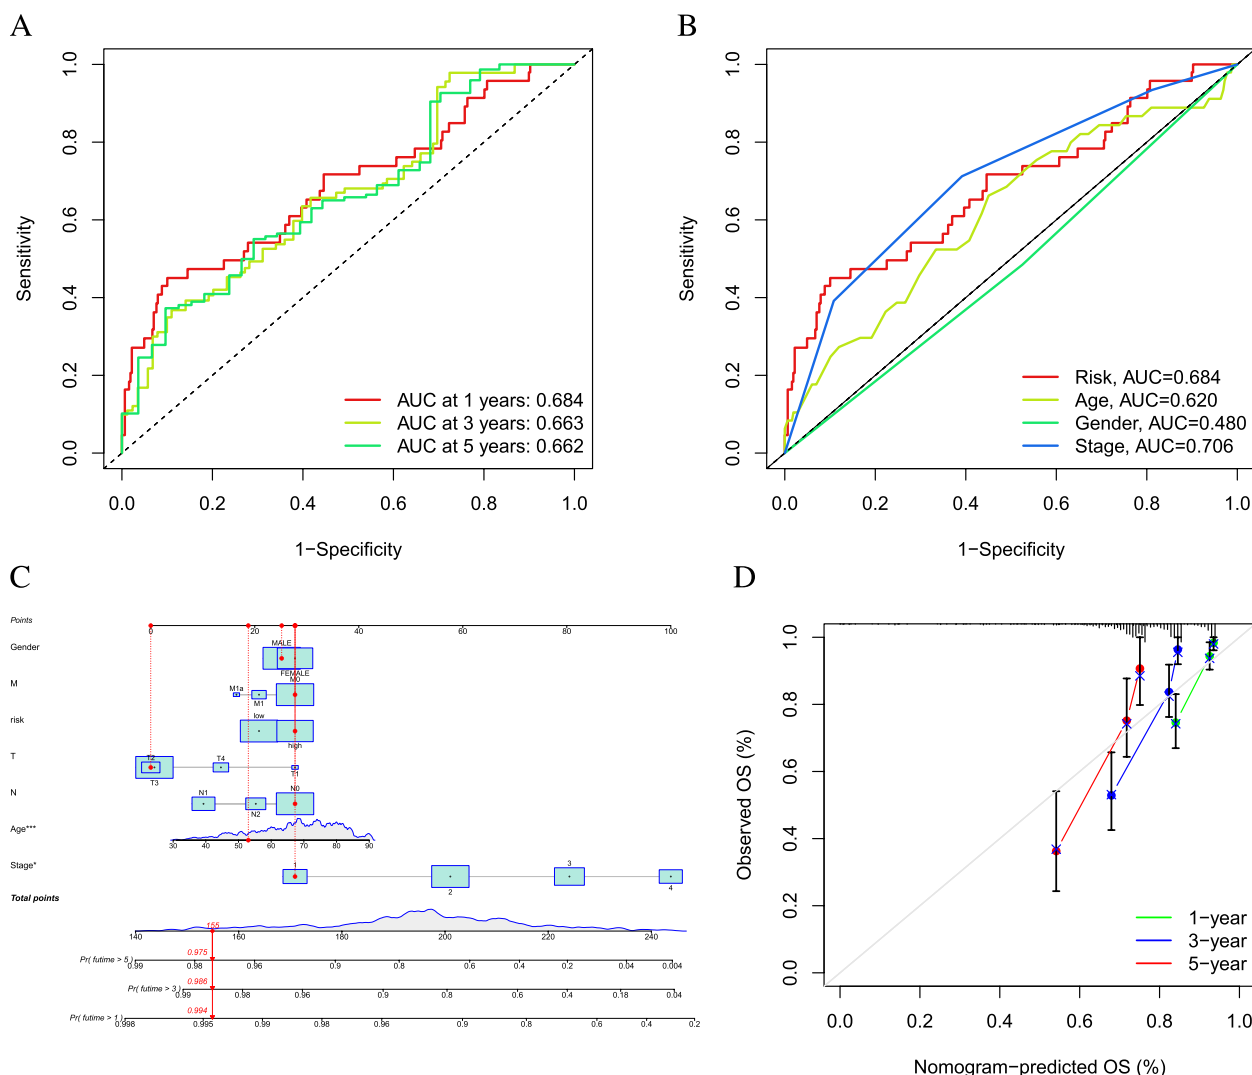 A
Sensitivity
0.0 0.2 0.4 0.6 0.8 1.0
AUC at 1 years: 0.684
AUC at 3 years: 0.663
AUC at 5 years: 0.662
0.0 0.2 0.4 0.6 0.8 1.0
1−Specificity
B
Sensitivity
0.0 0.2 0.4 0.6 0.8 1.0
Risk, AUC=0.684
Age, AUC=0.620
Gender, AUC=0.480
Stage, AUC=0.706
0.0 0.2 0.4 0.6 0.8 1.0
1−Specificity
C
Points
0 20 40 60 80 100
Gender
MALE
FEMALE
M
M0
M1a
M1
risk
low
high
T
T2
T4
T3
T1
N
N1
N0
N2
Age***
30 40 50 60 70 80 90
Stage*
1
3
2
4
Total points
155
140 160 180 200 220 240
0.975
Pr( futime > 5 )
0.99 0.98 0.96 0.9 0.8 0.6 0.4 0.2 0.04 0.004
0.986
Pr( futime > 3 )
0.99 0.98 0.96 0.9 0.8 0.6 0.4 0.18 0.04
0.994
Pr( futime > 1 )
0.998 0.995 0.99 0.98 0.96 0.9 0.8 0.6 0.4 0.2
D
Observed OS (%)
0.0 0.2 0.4 0.6 0.8 1.0
1−year
3−year
5−year
0.0 0.2 0.4 0.6 0.8 1.0
Nomogram−predicted OS (%)